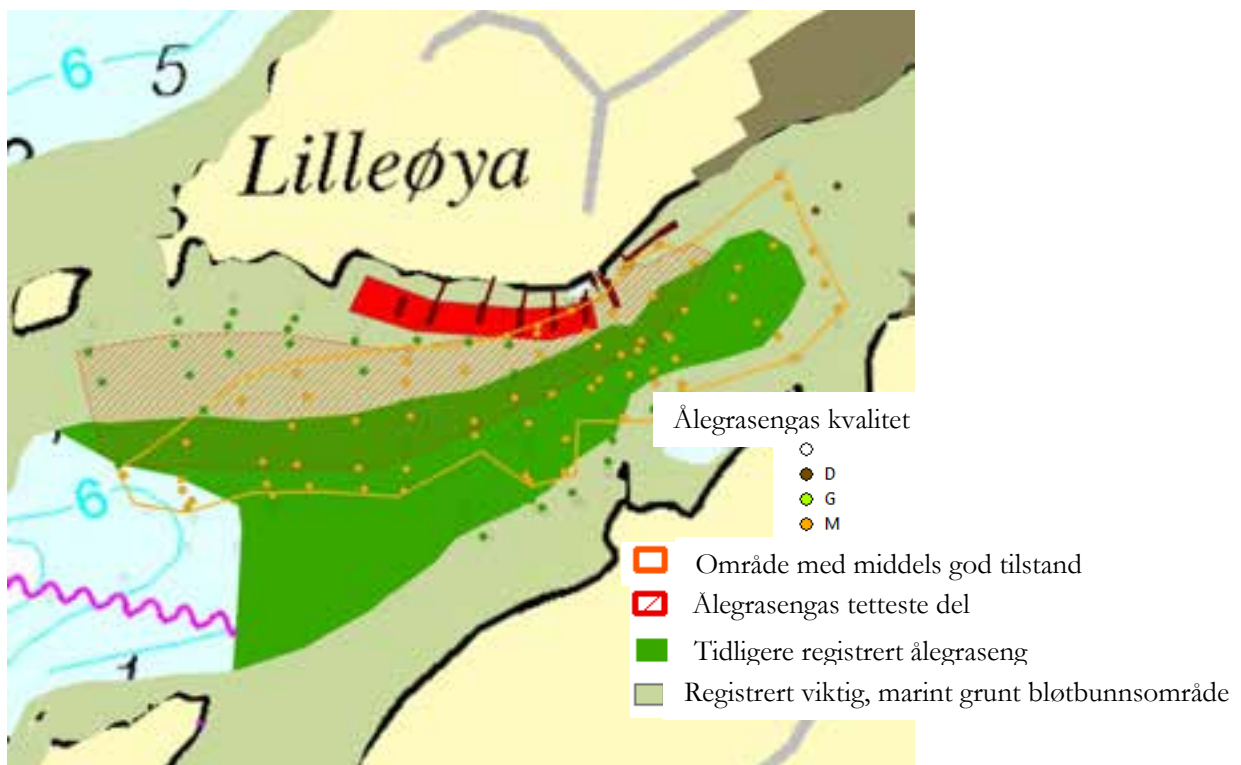 6
5
Lilleøya
Ålegrasengas kvalitet
D
G
M
6
Område med middels god tilstand
Ålegrasengas tetteste del
Tidligere registrert ålegraseng
1
Registrert viktig, marint grunt bløtbunnsområde